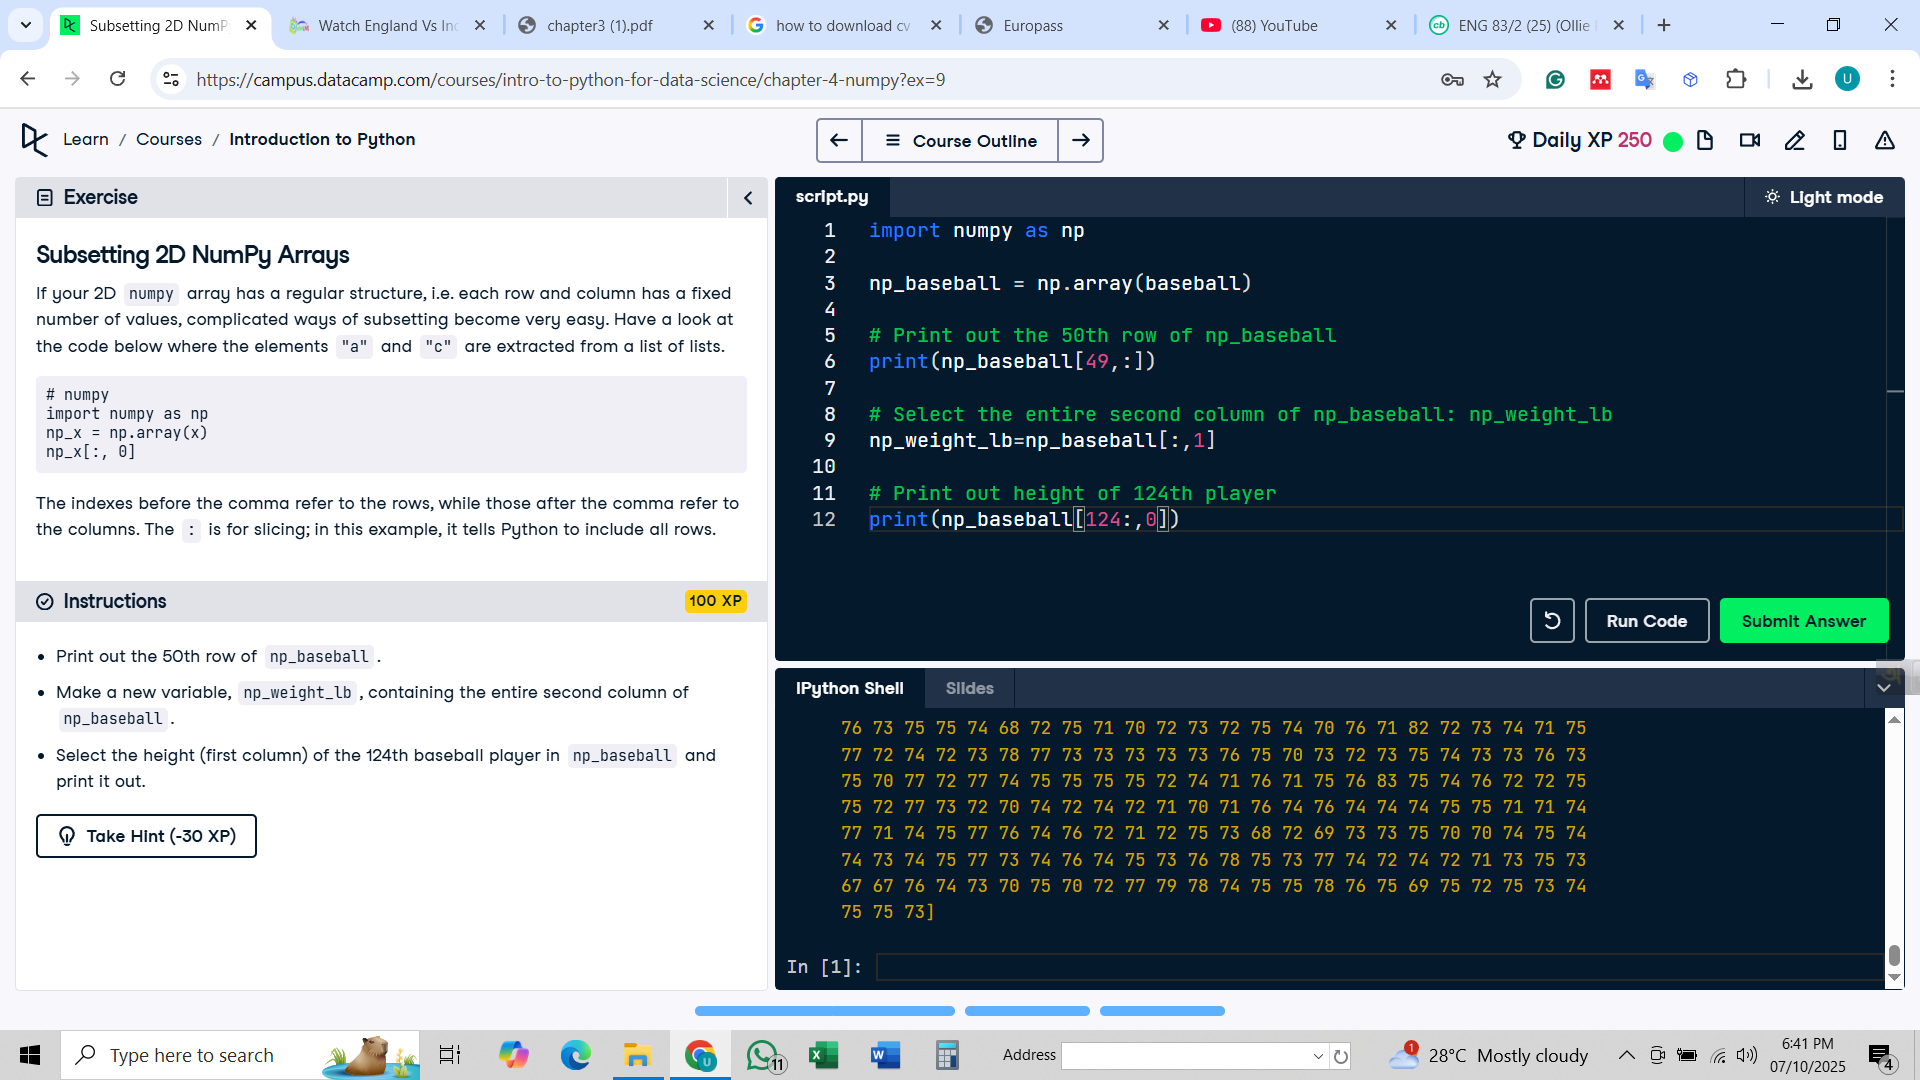 Subsetting 2D NumP
Watch England Vs In
chapter3 (1).pdf
how to download cv
Europass
(88) YouTube
ENG 83/2 (25) (Ollie
https://campus.datacamp.com/courses/intro-to-python-for-data-science/chapter-4-numpy?ex=9
U
Learn / Courses / Introduction to Python
Course Outline
Daily XP 250
Exercise
Subsetting 2D NumPy Arrays
If your 2D numpy array has a regular structure, i.e. each row and column has a fixed
number of values, complicated ways of subsetting become very easy. Have a look at
the code below where the elements "a" and "c" are extracted from a list of lists.
# numpy
import numpy as np
np_x = np.array(x)
np_x[:, 0]
The indexes before the comma refer to the rows, while those after the comma refer to
the columns. The : is for slicing; in this example, it tells Python to include all rows.
Instructions
100 XP
Print out the 50th row of np_baseball.
Make a new variable, np_weight_lb, containing the entire second column of
np_baseball.
Select the height (first column) of the 124th baseball player in np_baseball and
print it out.
Take Hint (-30 XP)
script.py
Light mode
1 import numpy as np
2
3 np_baseball = np.array(baseball)
4
5 # Print out the 50th row of np_baseball
6 print(np_baseball[49,:])
7
8 # Select the entire second column of np_baseball: np_weight_lb
9 np_weight_lb=np_baseball[:,1]
10
11 # Print out height of 124th player
12 print(np_baseball[124:,0])
Run Code
Submit Answer
IPython Shell
Slides
76 73 75 75 74 68 72 75 71 70 72 73 72 75 74 70 76 71 82 72 73 74 71 75
77 72 74 72 73 78 77 73 73 73 73 73 76 75 70 73 72 73 75 74 73 73 76 73
75 70 77 72 77 74 75 75 75 75 72 74 71 76 71 75 76 83 75 74 76 72 72 75
75 72 77 73 72 70 74 72 74 72 71 70 71 76 74 76 74 74 74 75 75 71 71 74
77 71 74 75 77 76 74 76 72 71 72 75 73 68 72 69 73 73 75 70 70 74 75 74
74 73 74 75 77 73 74 76 74 75 73 76 78 75 73 77 74 72 74 72 71 73 75 73
67 67 76 74 73 70 75 70 72 77 79 78 74 75 75 78 76 75 69 75 72 75 73 74
75 75 73]
In [1]:
Type here to search
11
Address
1
28°C Mostly cloudy
6:41 PM
07/10/2025
4